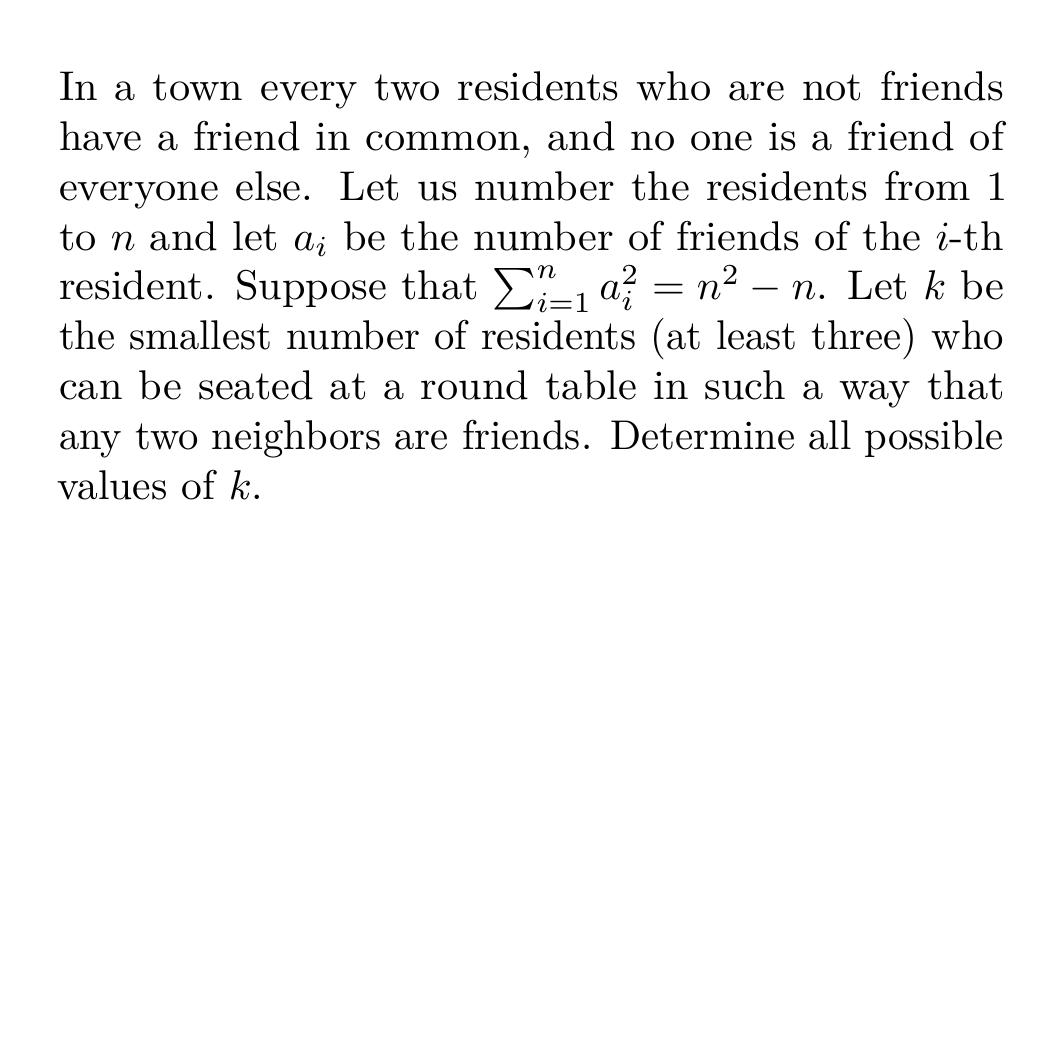 In a town every two residents who are not friends
have a friend in common, and no one is a friend of
everyone else. Let us number the residents from 1
to $n$ and let $a_i$ be the number of friends of the $i$-th
resident. Suppose that $\sum_{i=1}^{n} a_i^2 = n^2 - n$. Let $k$ be
the smallest number of residents (at least three) who
can be seated at a round table in such a way that
any two neighbors are friends. Determine all possible
values of $k$.